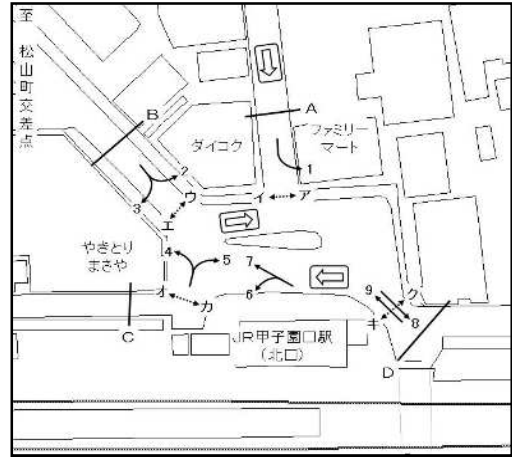 至
松山町交差点
B
A
ダイコク
ファミリー
マート
1
2
3
ウ
イ
ア
エ
やきとり
まさや
4
5
7
9
ク
オ
カ
6
キ
8
C
JR甲子園口駅
(北口)
D